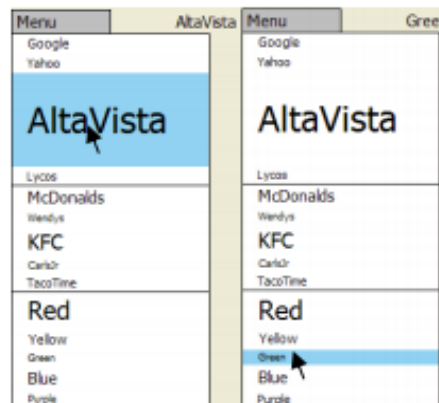 Menu AltaVista
Google
Yahoo
AltaVista
Lycos
McDonalds
Wendys
KFC
CarlsJr
TacoTime
Red
Yellow
Green
Blue
Purple
Menu Gree
Google
Yahoo
AltaVista
Lycos
McDonalds
Wendys
KFC
CarlsJr
TacoTime
Red
Yellow
Green
Blue
Purple